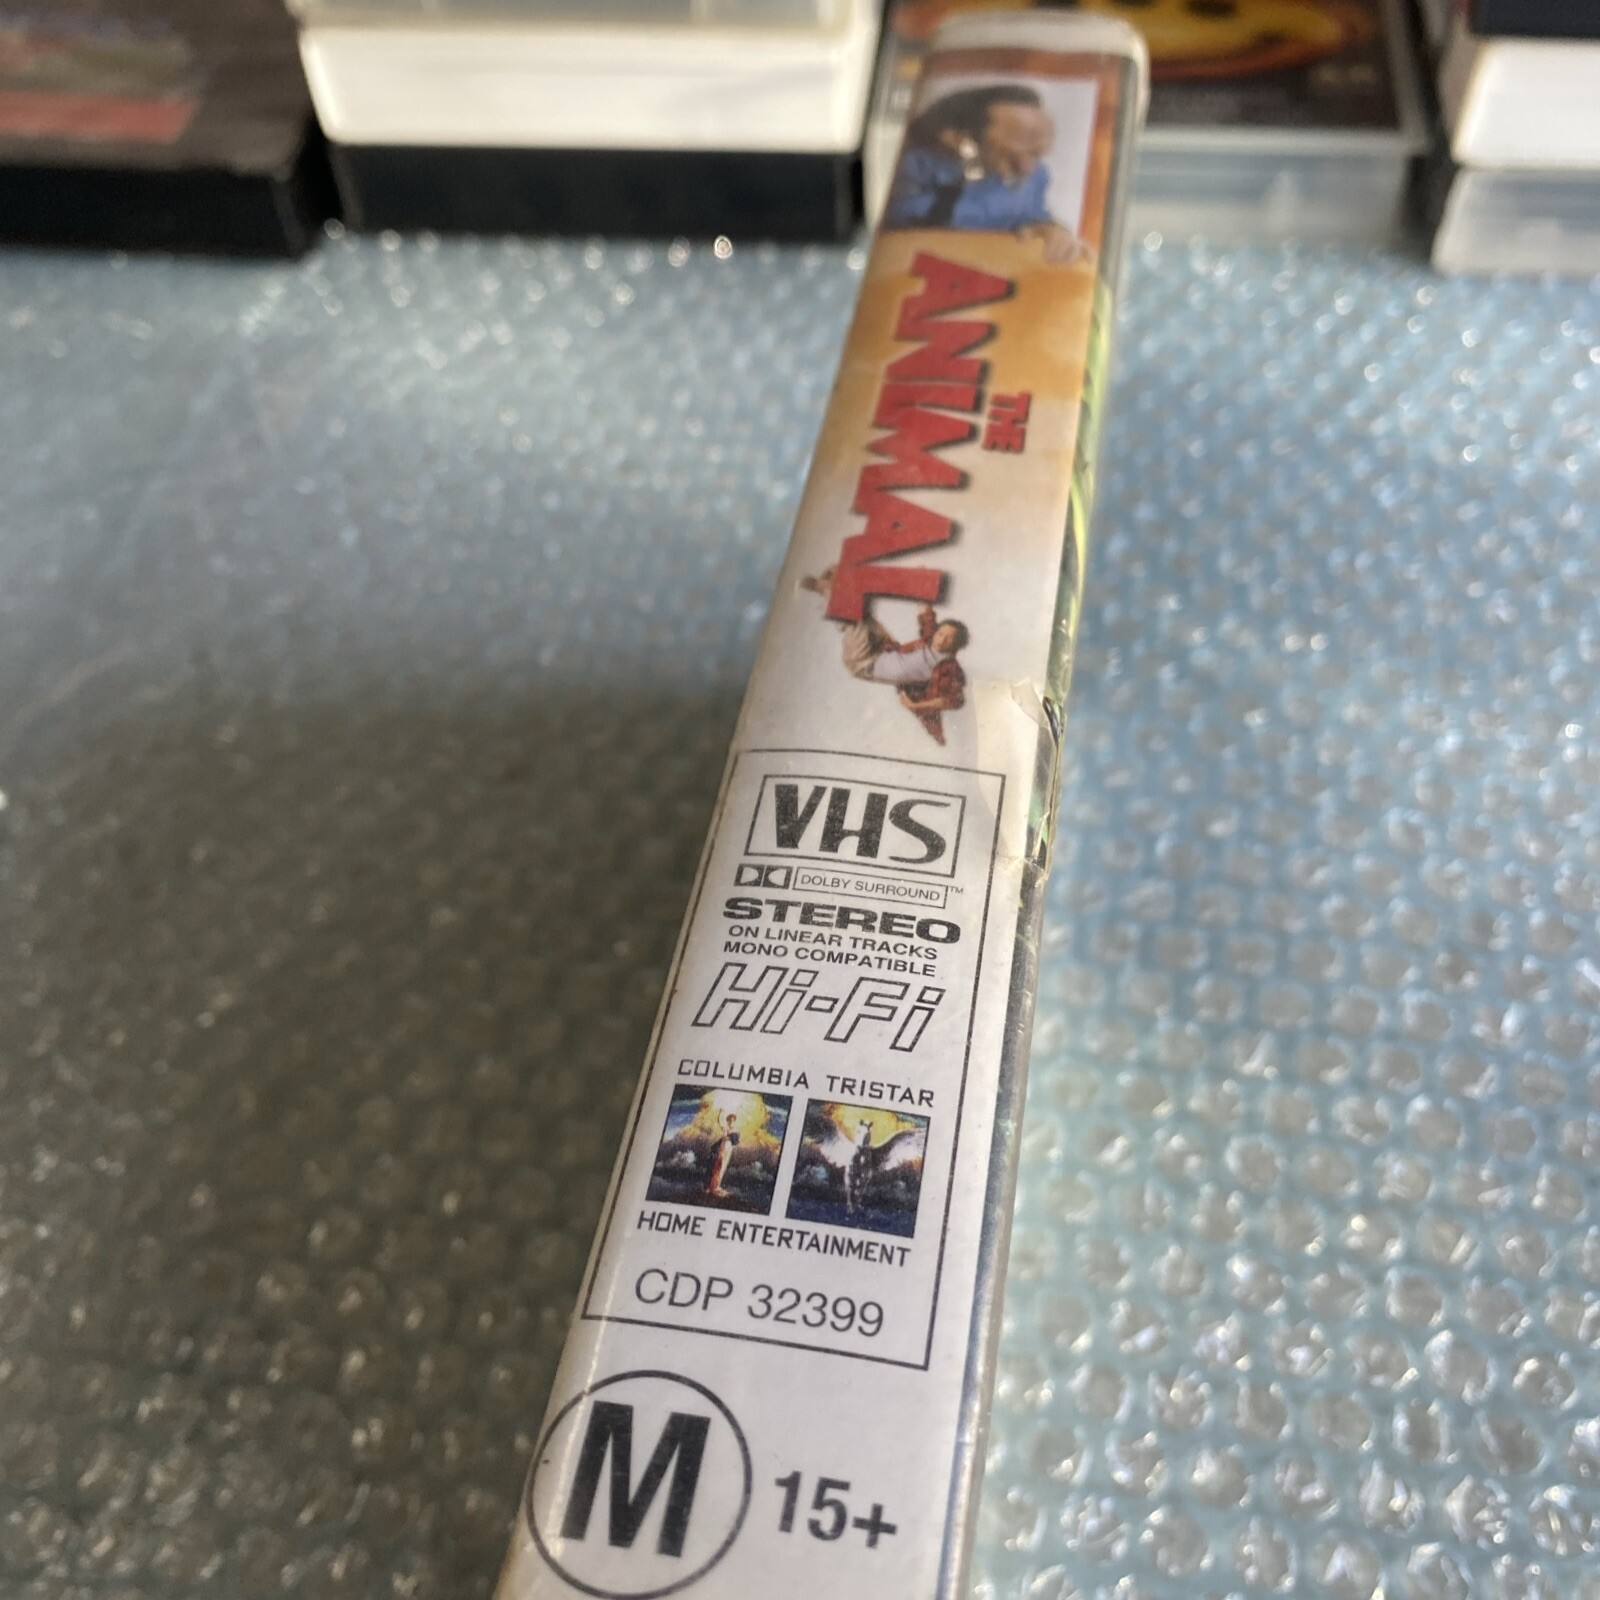 THE
ANIMAL
VHS
DOLBY SURROUND™
STEREO
ON LINEAR TRACKS
MONO COMPATIBLE
Hi-Fi
COLUMBIA TRISTAR
HOME ENTERTAINMENT
CDP 32399
M 15+